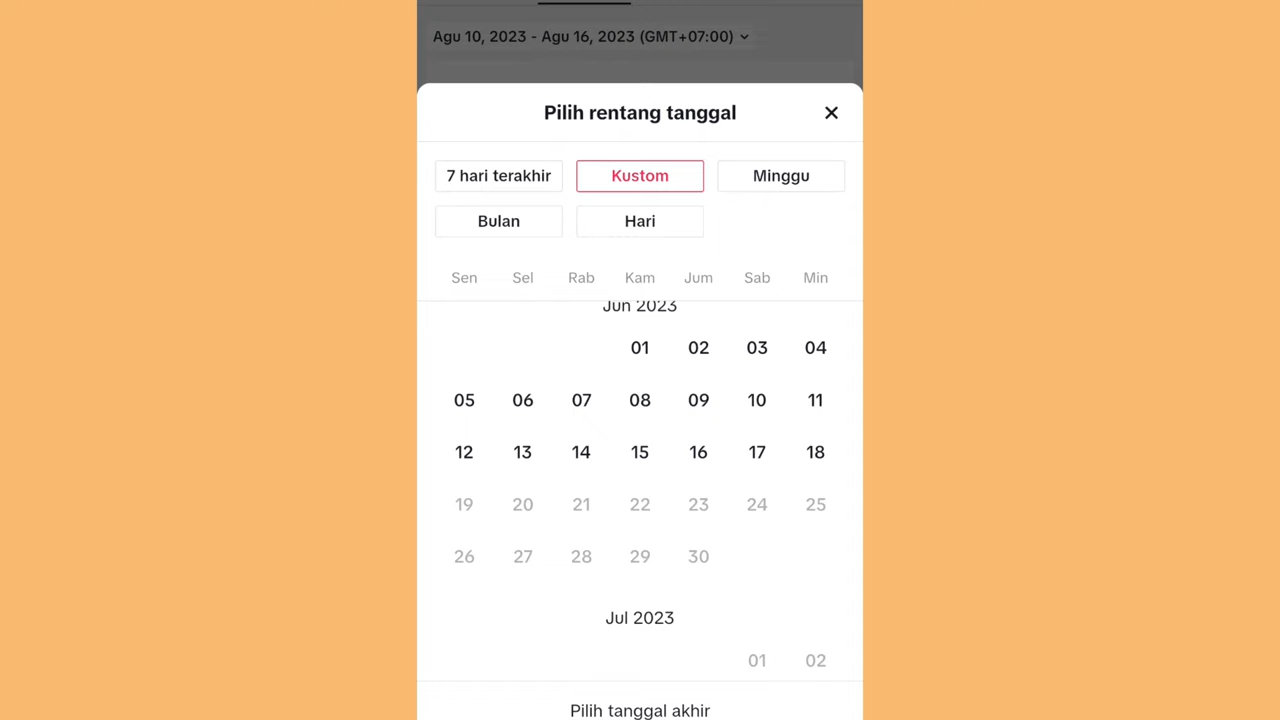 Agu 10, 2023 - Agu 16, 2023 (GMT+07:00)
Pilih rentang tanggal
7 hari terakhir Kustom Minggu
Bulan Hari
Sen Sel Rab Kam Jum Sab Min
Jun 2023
01 02 03 04
05 06 07 08 09 10 11
12 13 14 15 16 17 18
19 20 21 22 23 24 25
26 27 28 29 30
Jul 2023
01 02
Pilih tanggal akhir